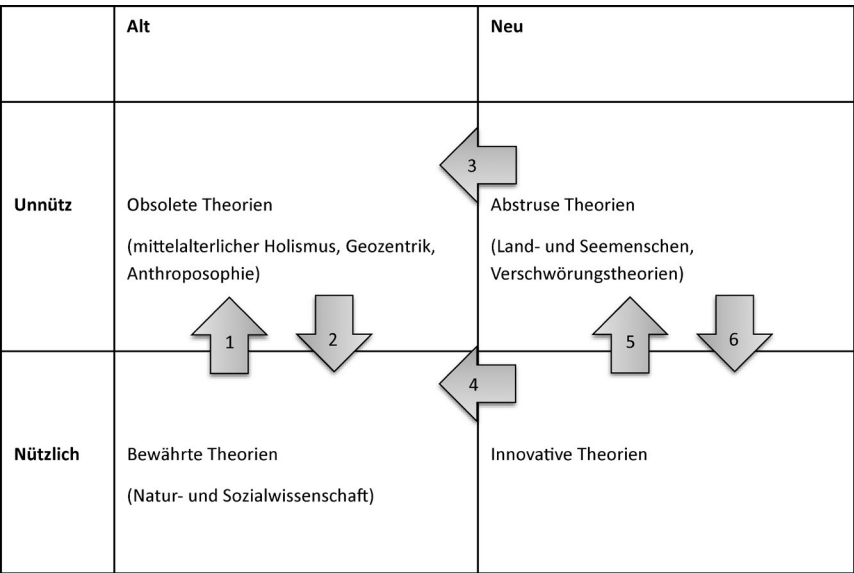 Alt
Neu
3
Unnütz
Obsolete Theorien
(mittelalterlicher Holismus, Geozentrik,
Anthroposophie)
Abstruse Theorien
(Land- und Seemenschen,
Verschwörungstheorien)
1
2
5
6
4
Nützlich
Bewährte Theorien
(Natur- und Sozialwissenschaft)
Innovative Theorien